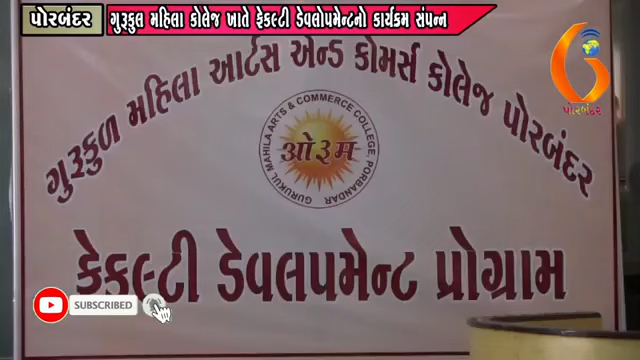 પોરબંદર
ગુરૂકુલ મહિલા કોલેજ ખાતે ફેકલ્ટી ડેવલોપમેન્ટનો કાર્યક્રમ સંપન્ન
પોરબંદર
ગુરૂકુળ મહિલા આર્ટસ એન્ડ કોમર્સ કોલેજ પોરબંદર
GURUKUL MAHILA ARTS & COMMERCE COLLEGE, PORBANDAR
ઓરૂમ
ફેકલ્ટી ડેવલપમેન્ટ પ્રોગ્રામ
SUBSCRIBED